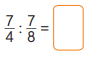 7/4 : 7/8 =